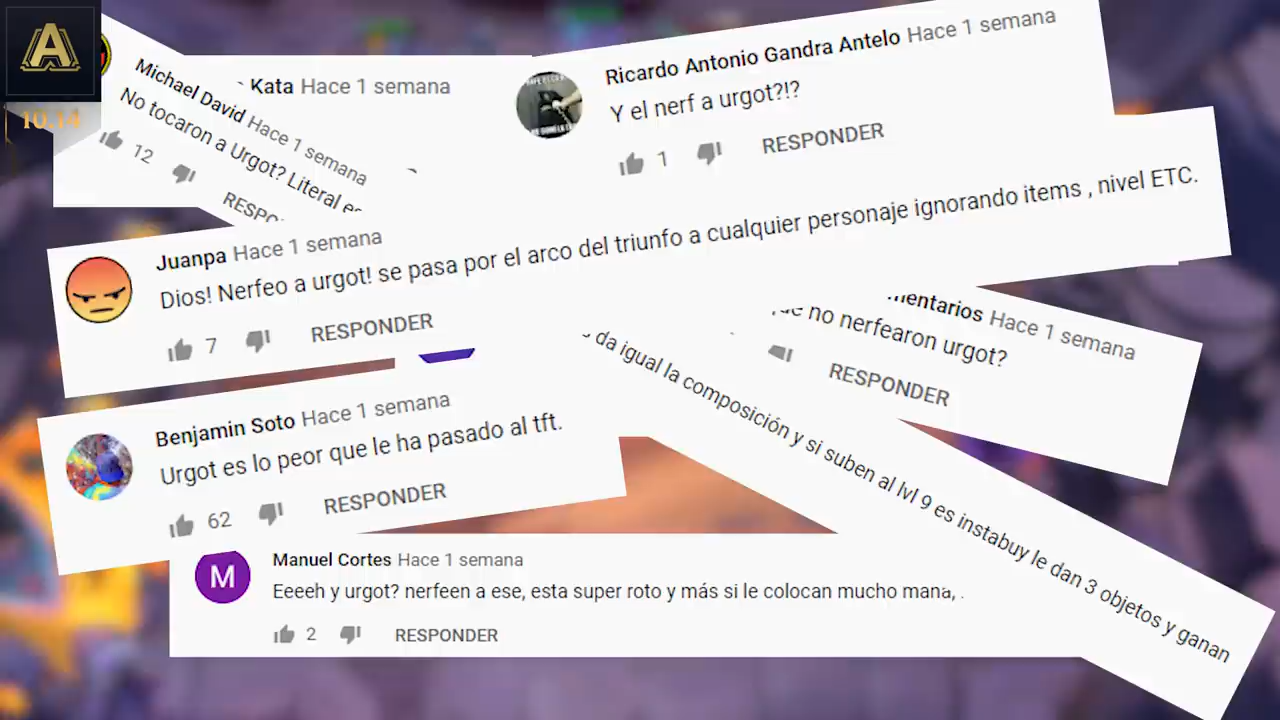 A
10.14
Michael David Hace 1 semana
No tocaron a Urgot? Literal es
12
Kata Hace 1 semana
Ricardo Antonio Gandra Antelo Hace 1 semana
Y el nerf a urgot?!?
1 RESPONDER
Juanpa Hace 1 semana
Dios! Nerfeo a urgot! se pasa por el arco del triunfo a cualquier personaje ignorando items , nivel ETC.
7 RESPONDER
Hace 1 semana
no nerfearon urgot?
RESPONDER
da igual la composición y si suben al lvl 9 es instabuy le dan 3 objetos y ganan
Benjamin Soto Hace 1 semana
Urgot es lo peor que le ha pasado al tft.
62 RESPONDER
M
Manuel Cortes Hace 1 semana
Eeeeh y urgot? nerfeen a ese, esta super roto y más si le colocan mucho mana, .
2 RESPONDER